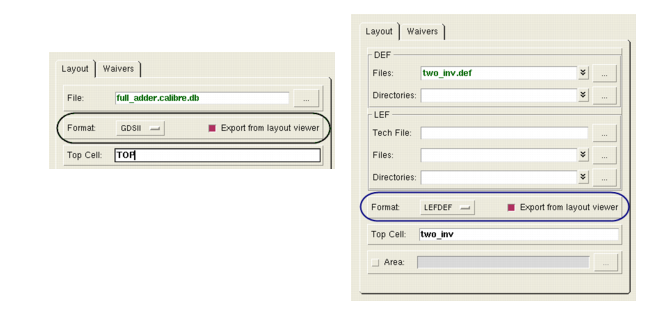 Layout Waivers
File: full_adder.calibre.db ...
Format: GDSII Export from layout viewer
Top Cell: TOP
Layout Waivers
DEF
Files: two_inv.def ...
Directories: ...
LEF
Tech File: ...
Files: ...
Directories: ...
Format: LEFDEF Export from layout viewer
Top Cell: two_inv
Area: ...